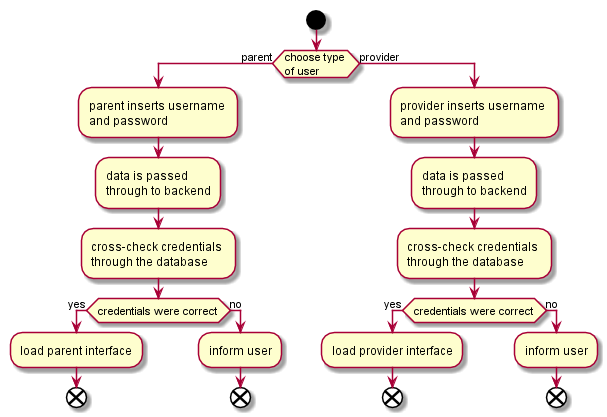 choose type
of user
parent
provider
parent inserts username
and password
data is passed
through to backend
cross-check credentials
through the database
credentials were correct
yes
no
load parent interface
inform user
provider inserts username
and password
data is passed
through to backend
cross-check credentials
through the database
credentials were correct
yes
no
load provider interface
inform user